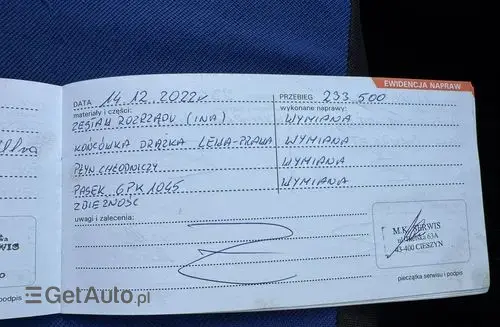 EWIDENCJA NAPRAW
DATA 14.12.2022r PRZEBIEG 233 500
materiały i części: wykonane naprawy:
ZESTAW ROZRZĄDU (INA) WYMIANA
KOŃCÓWKA DRĄŻKA LEWA-PRAWA WYMIANA
PŁYN CHŁODNICZY WYMIANA
PASEK 6PK1045 WYMIANA
ZBIEŻNOŚĆ
uwagi i zalecenia:
M.K. SERWIS
63A
43-400 CIESZYN
pieczątka serwisu i podpis
podpis
GetAuto.pl